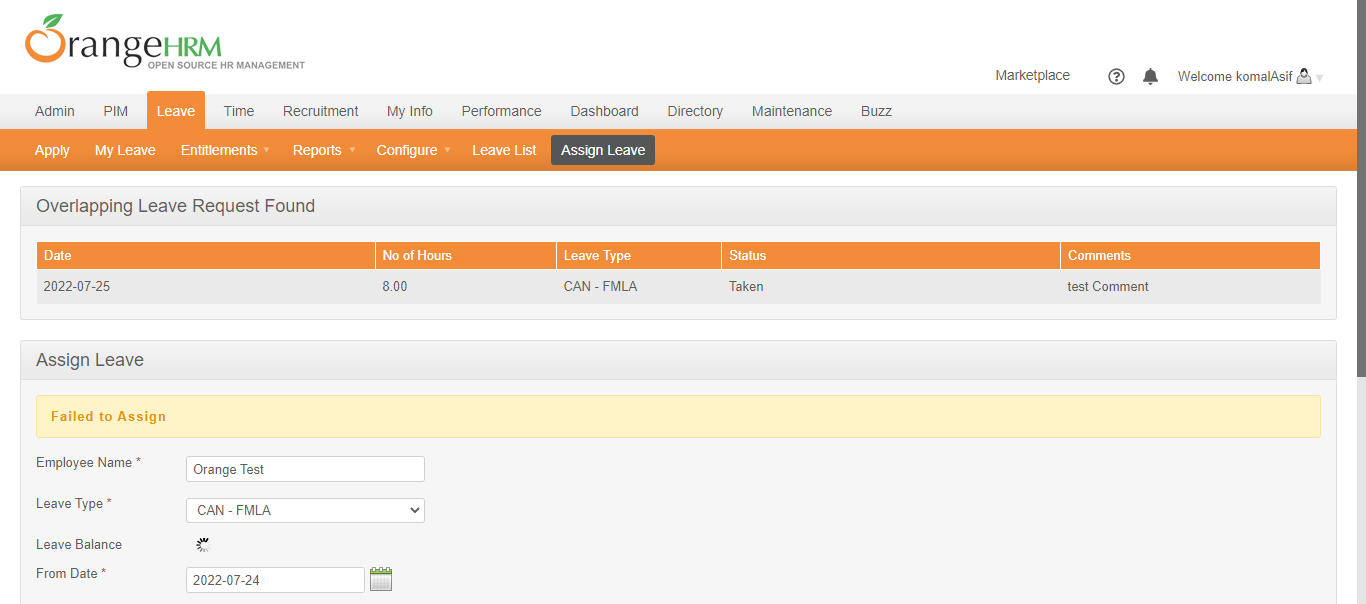 OrangeHRM
OPEN SOURCE HR MANAGEMENT
Marketplace ? Welcome komalAsif
Admin PIM Leave Time Recruitment My Info Performance Dashboard Directory Maintenance Buzz
Apply My Leave Entitlements Reports Configure Leave List Assign Leave
Overlapping Leave Request Found
Date No of Hours Leave Type Status Comments
2022-07-25 8.00 CAN - FMLA Taken test Comment
Assign Leave
Failed to Assign
Employee Name * Orange Test
Leave Type * CAN - FMLA
Leave Balance
From Date * 2022-07-24